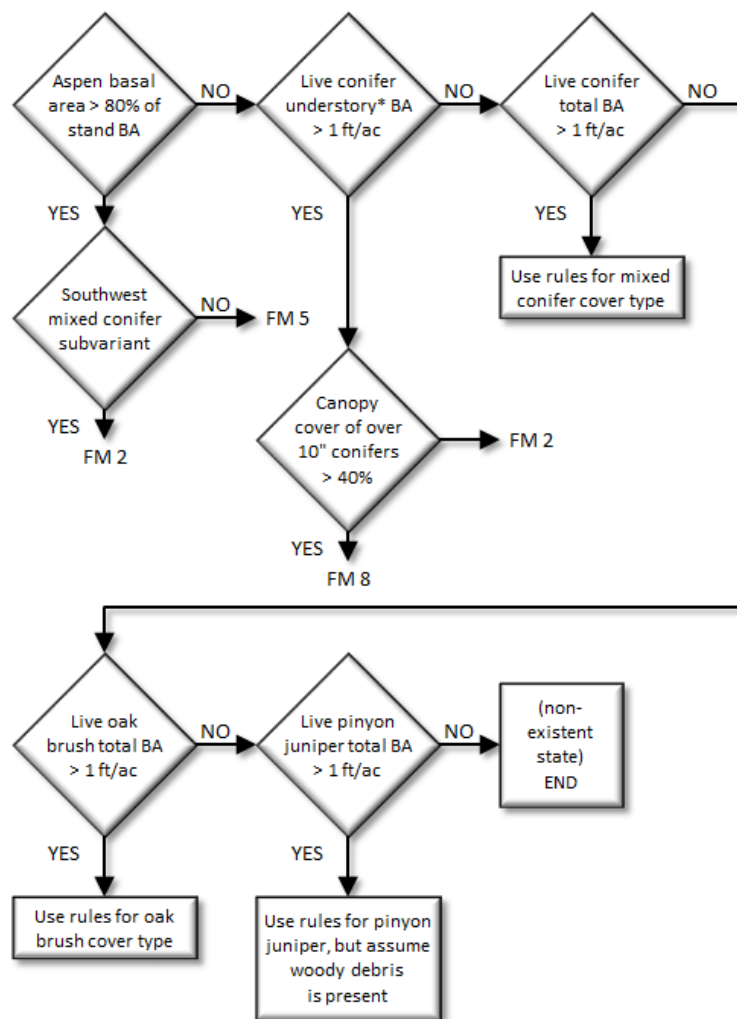 Aspen basal
area > 80% of
stand BA
NO
Live conifer
understory* BA
> 1 ft/ac
NO
Live conifer
total BA
> 1 ft/ac
NO
YES
YES
YES
Southwest
mixed conifer
subvariant
NO
FM 5
Use rules for mixed
conifer cover type
YES
FM 2
Canopy
cover of over
10" conifers
> 40%
FM 2
YES
FM 8
Live oak
brush total BA
> 1 ft/ac
NO
Live pinyon
juniper total BA
> 1 ft/ac
NO
(non-
existent
state)
END
YES
YES
Use rules for oak
brush cover type
Use rules for pinyon
juniper, but assume
woody debris
is present